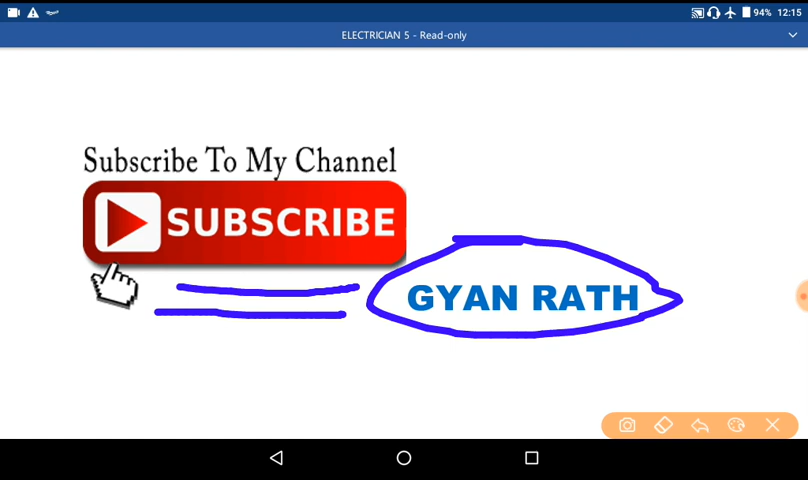 94% 12:15
ELECTRICIAN 5 - Read-only
Subscribe To My Channel
SUBSCRIBE
GYAN RATH